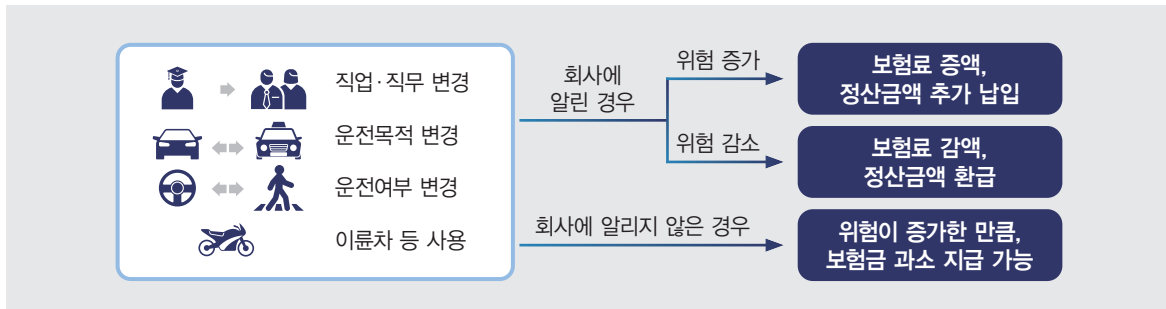 직업·직무 변경
운전목적 변경
운전여부 변경
이륜차 등 사용
회사에
알린 경우
위험 증가
보험료 증액,
정산금액 추가 납입
위험 감소
보험료 감액,
정산금액 환급
회사에 알리지 않은 경우
위험이 증가한 만큼,
보험금 과소 지급 가능